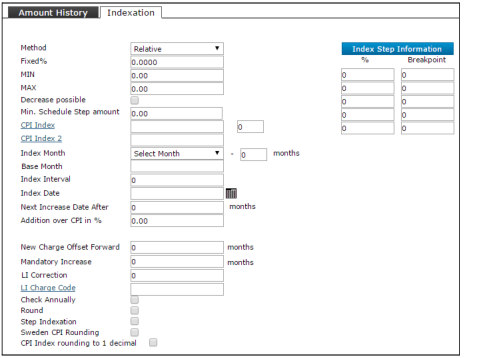 Amount History Indexation
Method Relative
Fixed% 0.0000
MIN 0.00
MAX 0.00
Decrease possible
Min. Schedule Step amount 0.00
CPI Index 0
CPI Index 2
Index Month Select Month - 0 months
Base Month
Index Interval 0
Index Date
Next Increase Date After months
Addition over CPI in % 0.00
New Charge Offset Forward 0 months
Mandatory Increase 0 months
LI Correction 0
LI Charge Code
Check Annually
Round
Step Indexation
Sweden CPI Rounding
CPI Index rounding to 1 decimal
Index Step Information
% Breakpoint
0 0
0 0
0 0
0 0
0 0